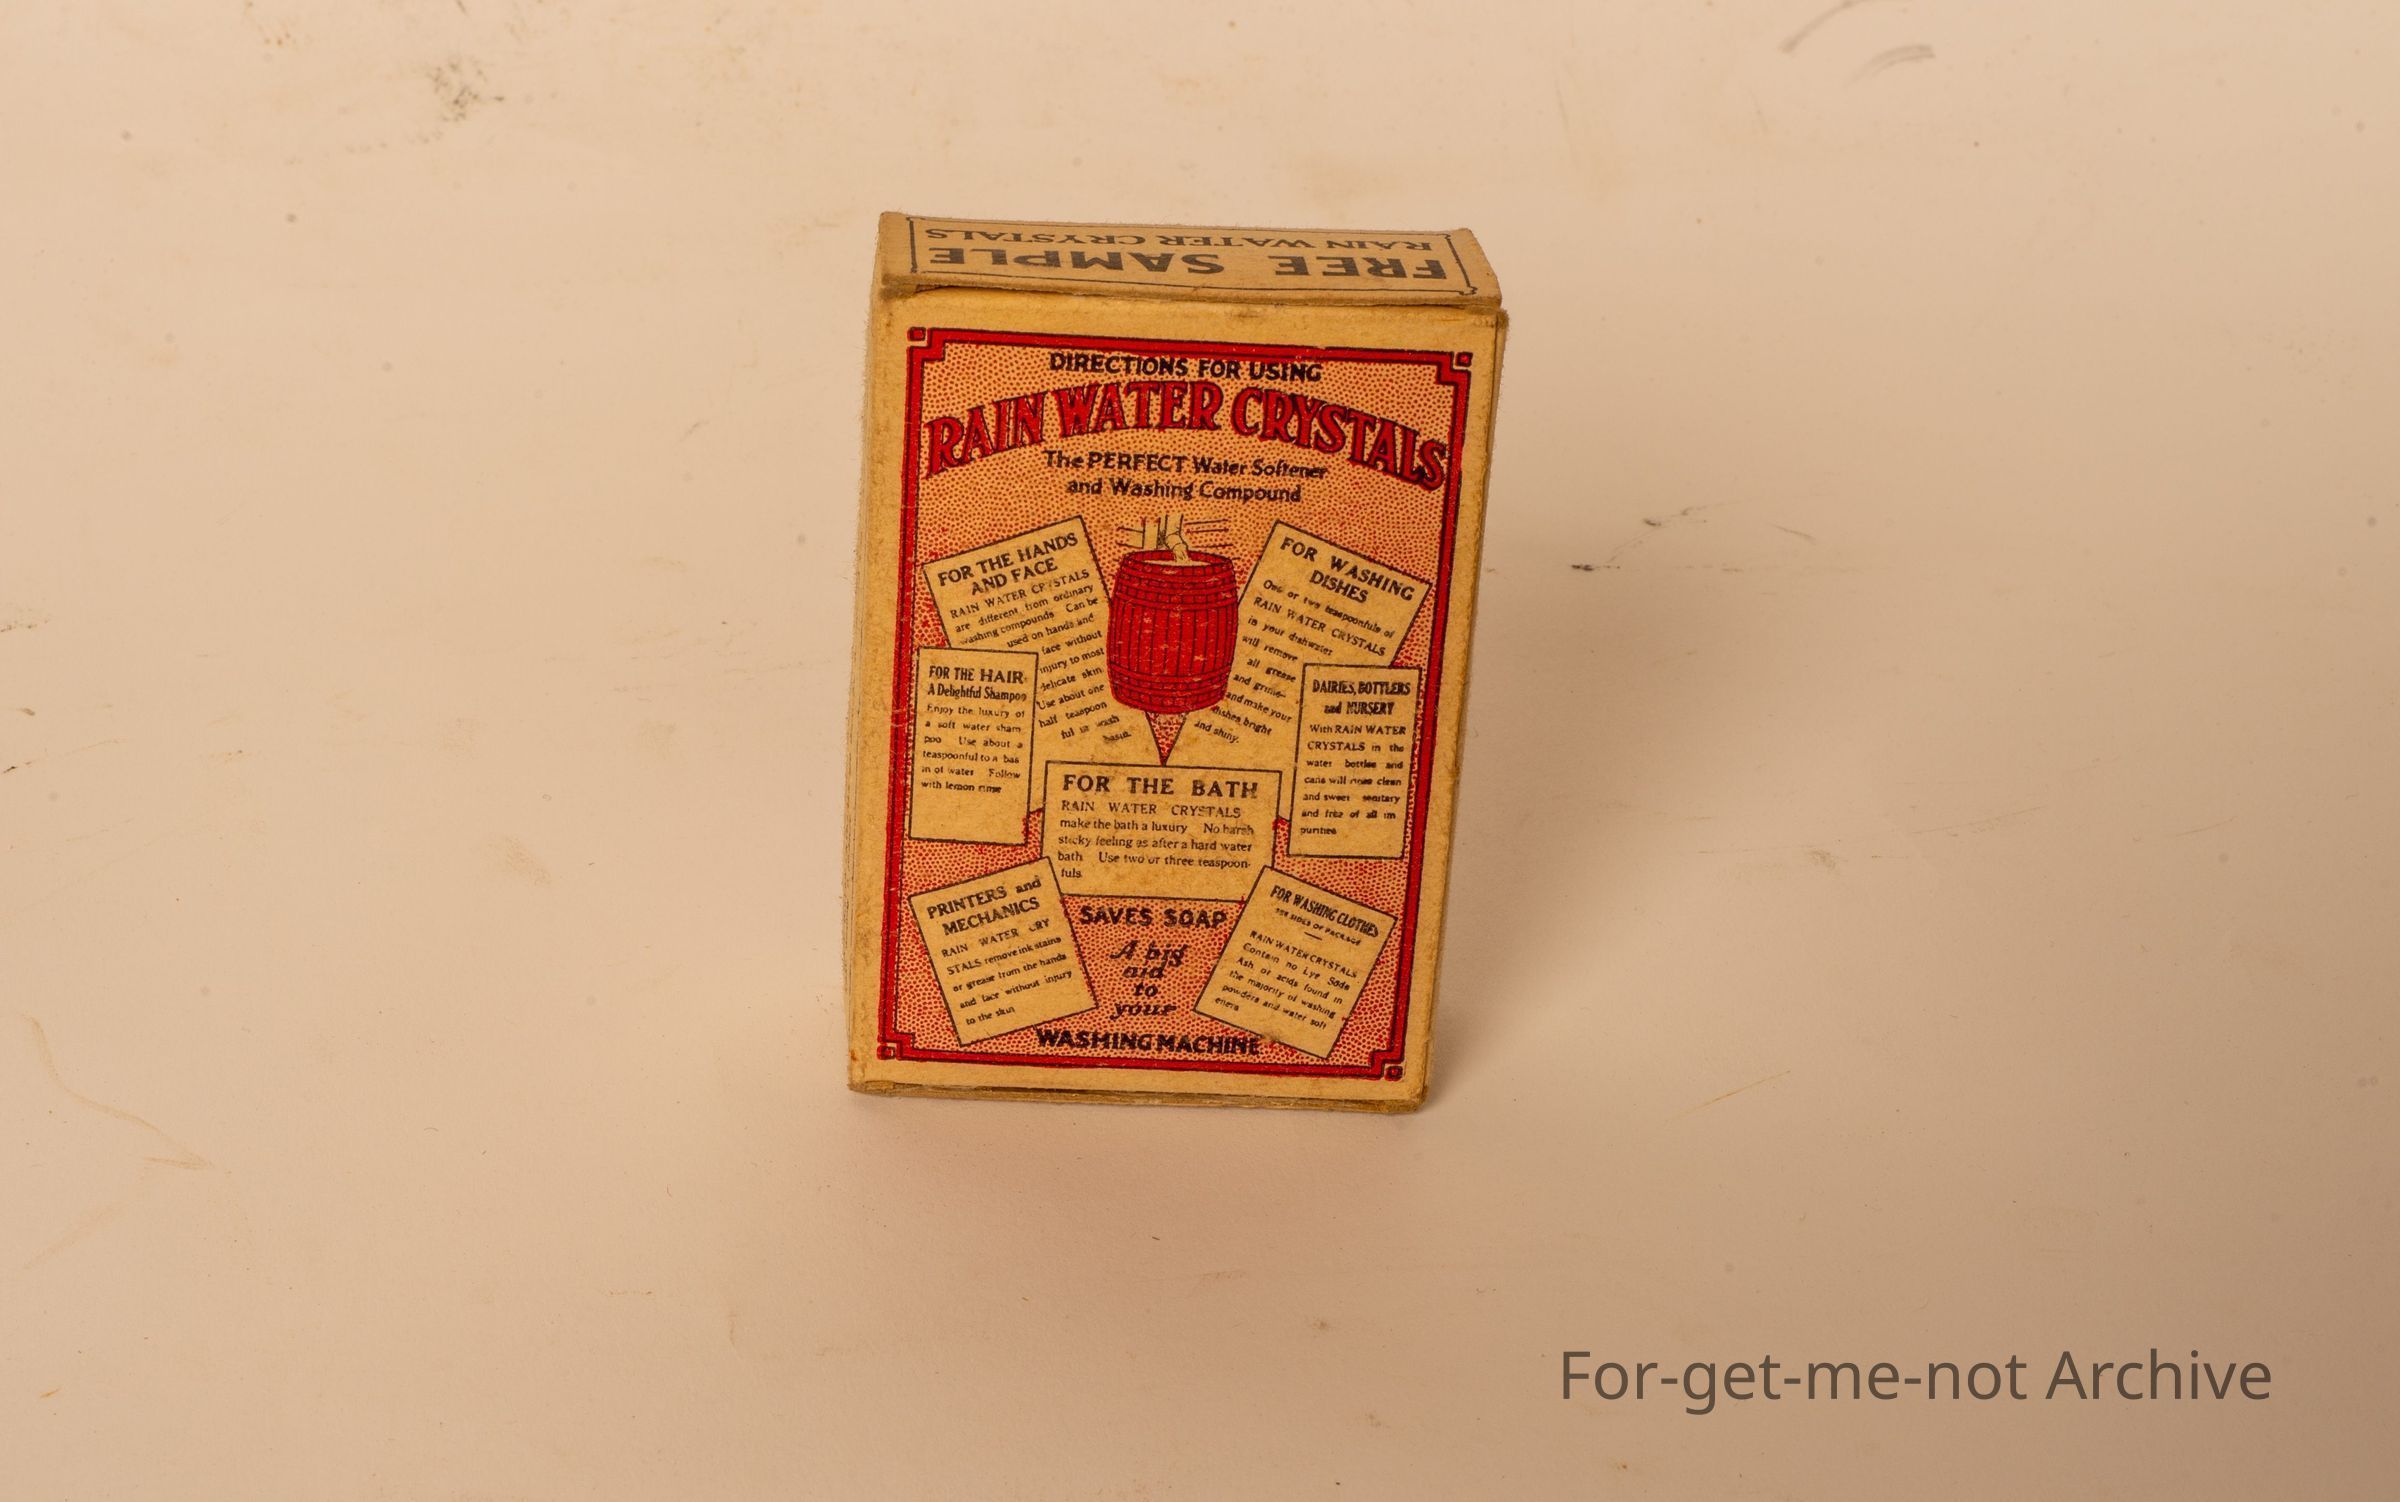 FREE SAMPLE
RAIN WATER CRYSTALS
DIRECTIONS FOR USING
RAIN WATER CRYSTALS
The PERFECT Water Softener
and Washing Compound
FOR THE HANDS
AND FACE
RAIN WATER CRYSTALS
are different from ordinary
washing compounds Can be
used on hands and
face without
injury to most
delicate skin
Use about one
half teaspoon
ful in wash
basin.
FOR WASHING
DISHES
One or two teaspoonfuls of
RAIN WATER CRYSTALS
in your dishwater
will remove
all grease
and grime
and make your
dishes bright
and shiny.
FOR THE HAIR
A Delightful Shampoo
Enjoy the luxury of
a soft water sham
poo Use about a
teaspoonful to a bas
in of water Follow
with lemon rinse
DAIRIES, BOTTLERS
and NURSERY
With RAIN WATER
CRYSTALS in the
water bottles and
cans will rinse clean
and sweet sanitary
and free of all im
purities
FOR THE BATH
RAIN WATER CRYSTALS
make the bath a luxury No harsh
sticky feeling as after a hard water
bath Use two or three teaspoon-
fuls
PRINTERS and
MECHANICS
RAIN WATER CRY
STALS remove ink stains
or grease from the hands
and face without injury
to the skin
SAVES SOAP
A big
aid
to
your
WASHING MACHINE
FOR WASHING CLOTHES
SEE SIDES OF PACKAGE
RAIN WATER CRYSTALS
Contain no Lye Soda
Ash or acids found in
the majority of washing
powders and water soft
eners
For-get-me-not Archive